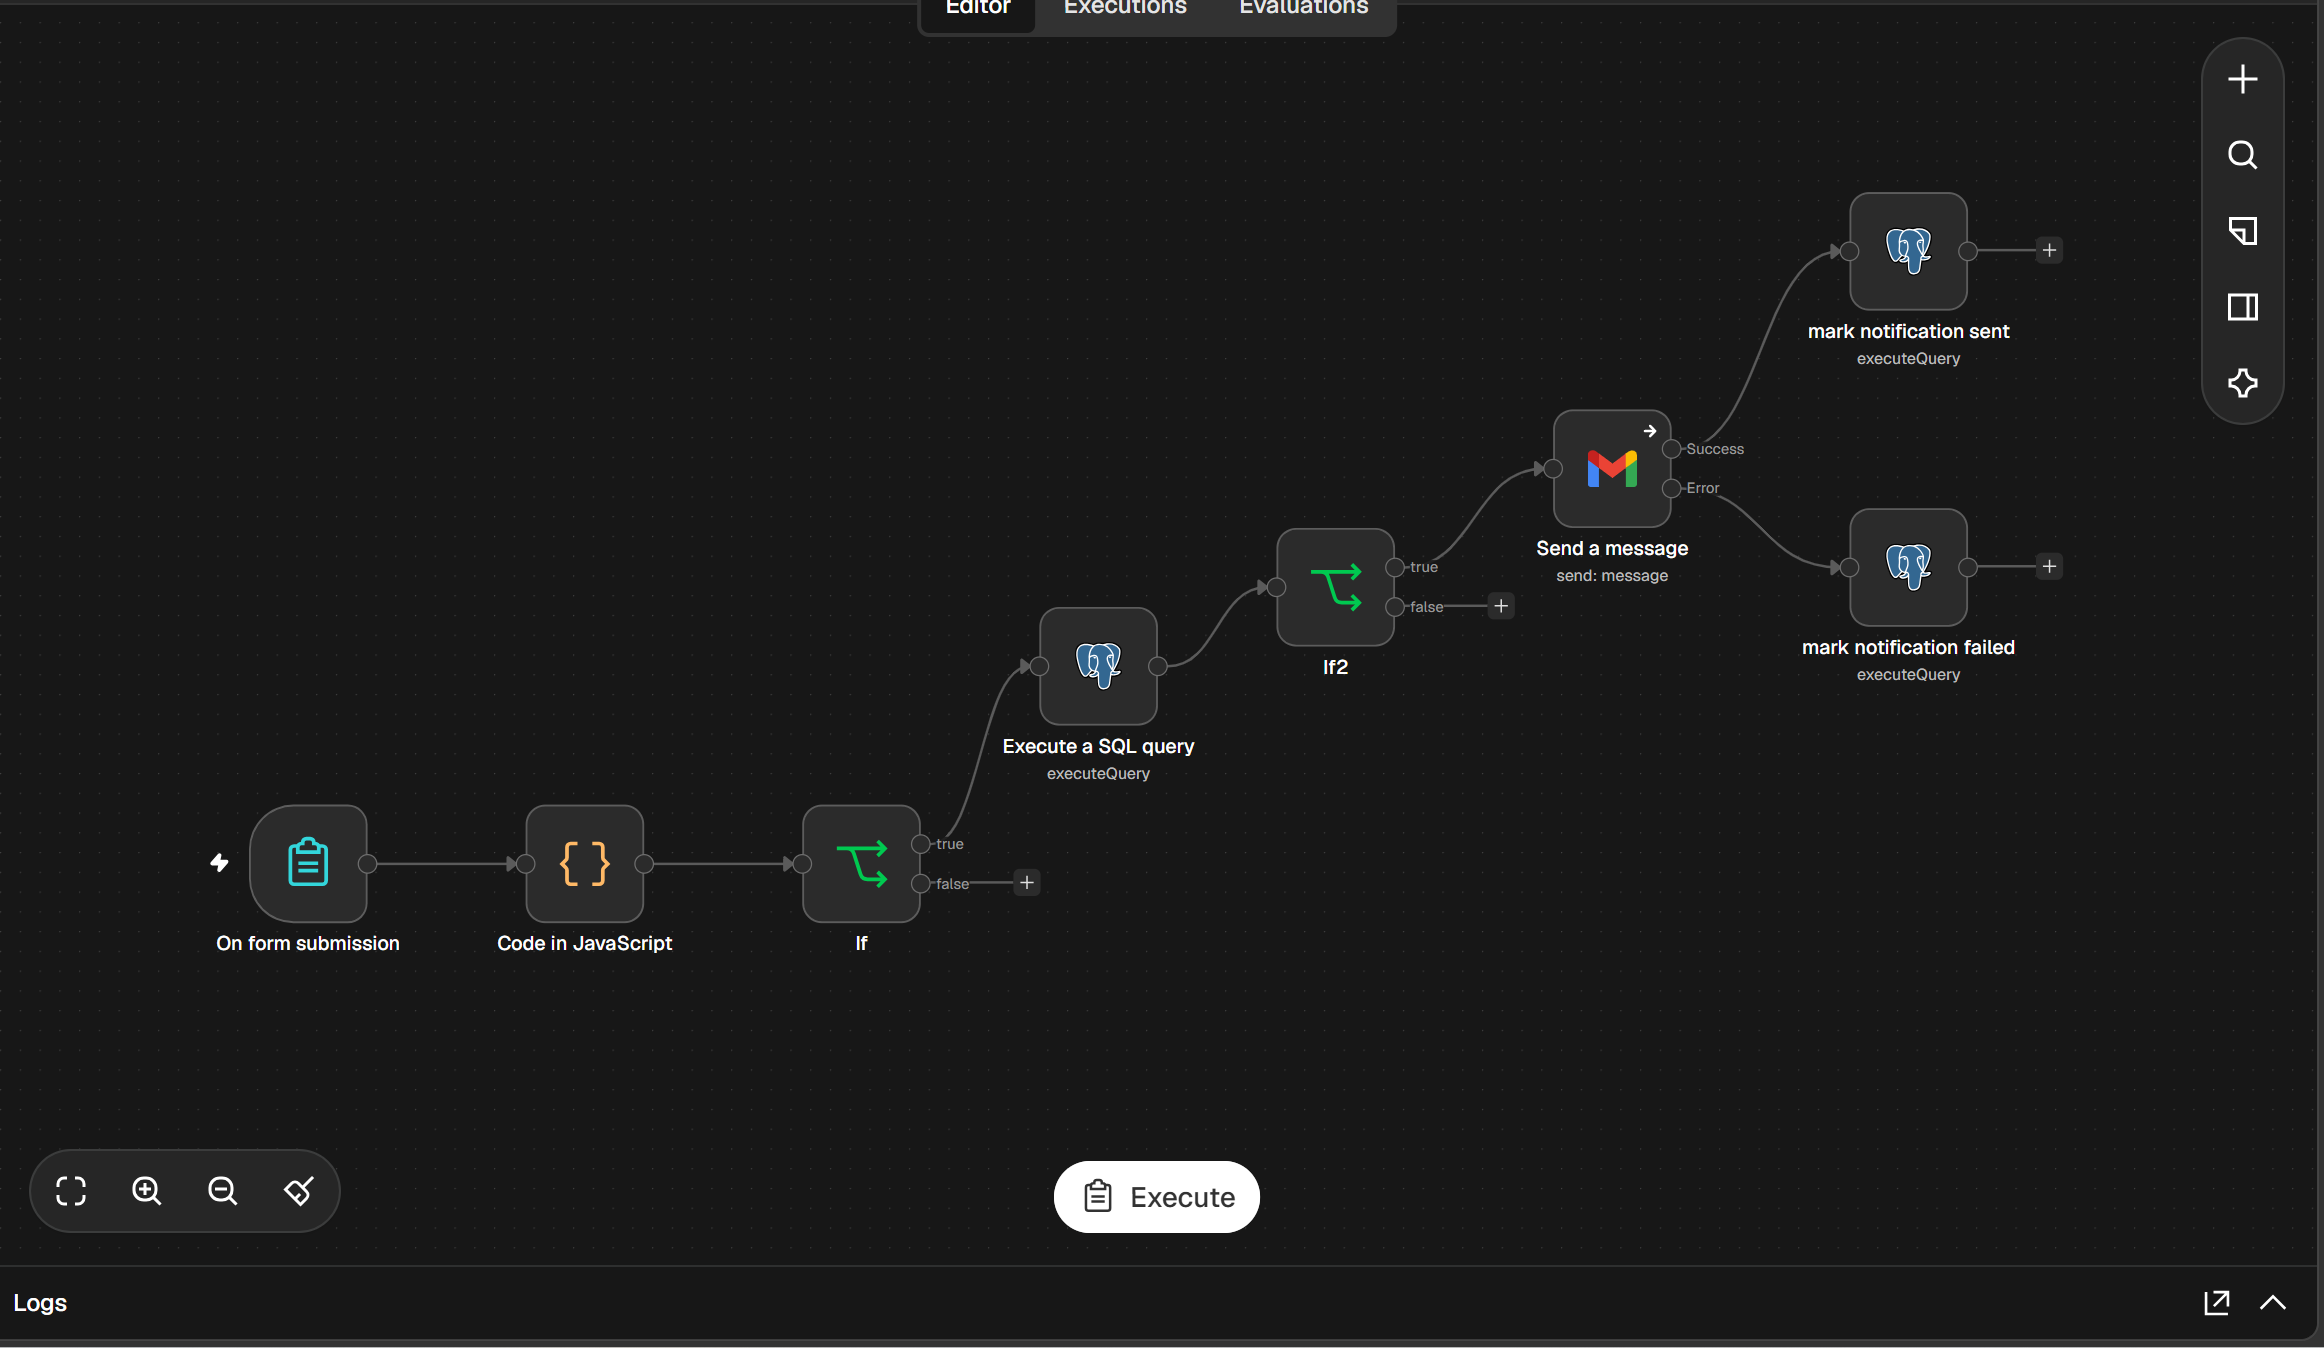 Editor Executions Evaluations
mark notification sent
executeQuery
Success
Error
Send a message
send: message
mark notification failed
executeQuery
true
false
If2
Execute a SQL query
executeQuery
true
false
On form submission
Code in JavaScript
If
Execute
Logs